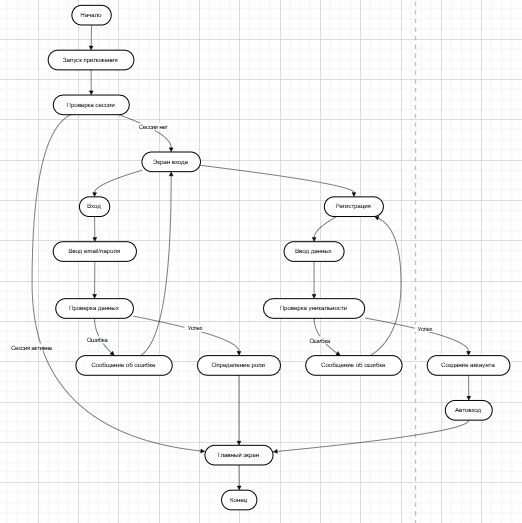 Начало
Запуск приложения
Проверка сессии
Сессии нет
Экран входа
Вход
Регистрация
Ввод email/пароля
Ввод данных
Проверка данных
Проверка уникальности
Успех
Успех
Ошибка
Ошибка
Сессия активна
Сообщение об ошибке
Определение роли
Сообщение об ошибке
Создание аккаунта
Автовход
Главный экран
Конец